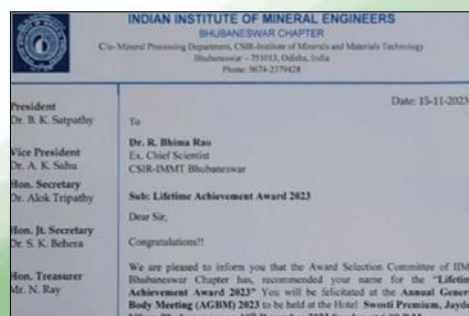 INDIAN INSTITUTE OF MINERAL ENGINEERS
BHUBANESWAR CHAPTER
C/o- Mineral Processing Department, CSIR-Institute of Minerals and Materials Technology
Bhubaneswar – 751013, Odisha, India
Phone: 0674-2379428
Date: 15-11-2023
President
Dr. B. K. Satpathy
Vice President
Dr. A. K. Sahu
Hon. Secretary
Dr. Alok Tripathy
Hon. Jt. Secretary
Dr. S. K. Behera
Hon. Treasurer
Mr. N. Ray
To
Dr. R. Bhima Rao
Ex. Chief Scientist
CSIR-IMMT Bhubaneswar
Sub: Lifetime Achievement Award 2023
Dear Sir,
Congratulations!!
We are pleased to inform you that the Award Selection Committee of IIM
Bhubaneswar Chapter has, recommended your name for the "Lifetim
Achievement Award 2023" You will be felicitated at the Annual Gener
Body Meeting (AGBM) 2023 to be held at the Hotel Swosti Premium, Jayde